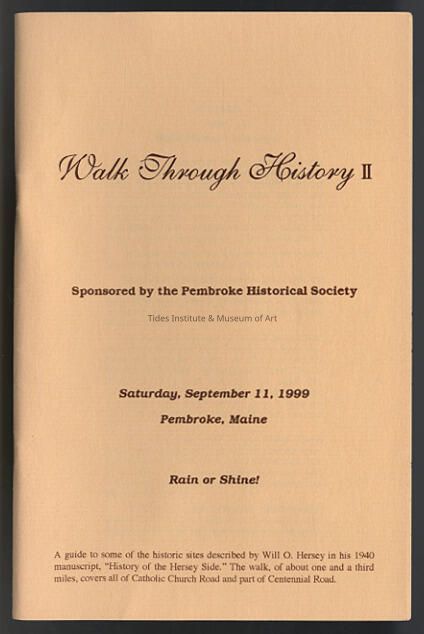 Walk Through History II
Sponsored by the Pembroke Historical Society
Tides Institute & Museum of Art
Saturday, September 11, 1999
Pembroke, Maine
Rain or Shine!
A guide to some of the historic sites described by Will O. Hersey in his 1940
manuscript, "History of the Hersey Side." The walk, of about one and a third
miles, covers all of Catholic Church Road and part of Centennial Road.